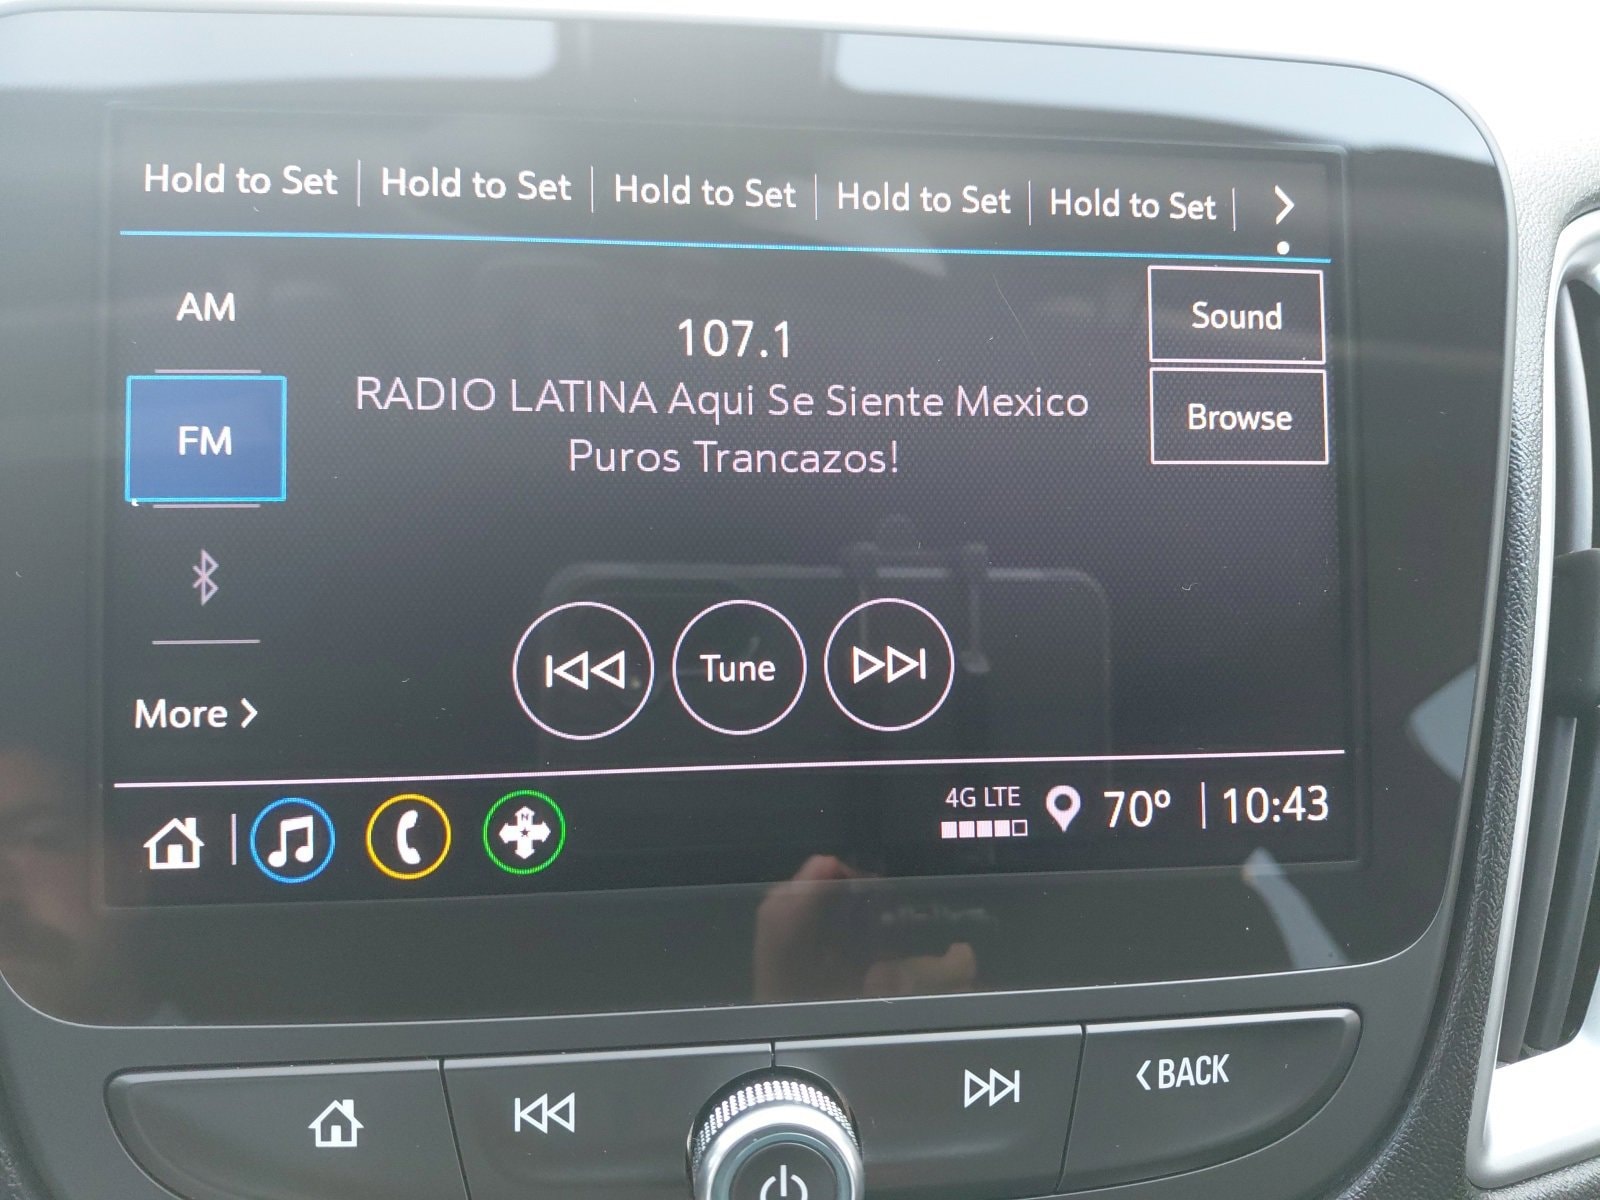 Hold to Set Hold to Set Hold to Set Hold to Set Hold to Set
AM
FM
More
107.1
RADIO LATINA Aqui Se Siente Mexico
Puros Trancazos!
Sound
Browse
Tune
N
4G LTE
70° 10:43
BACK